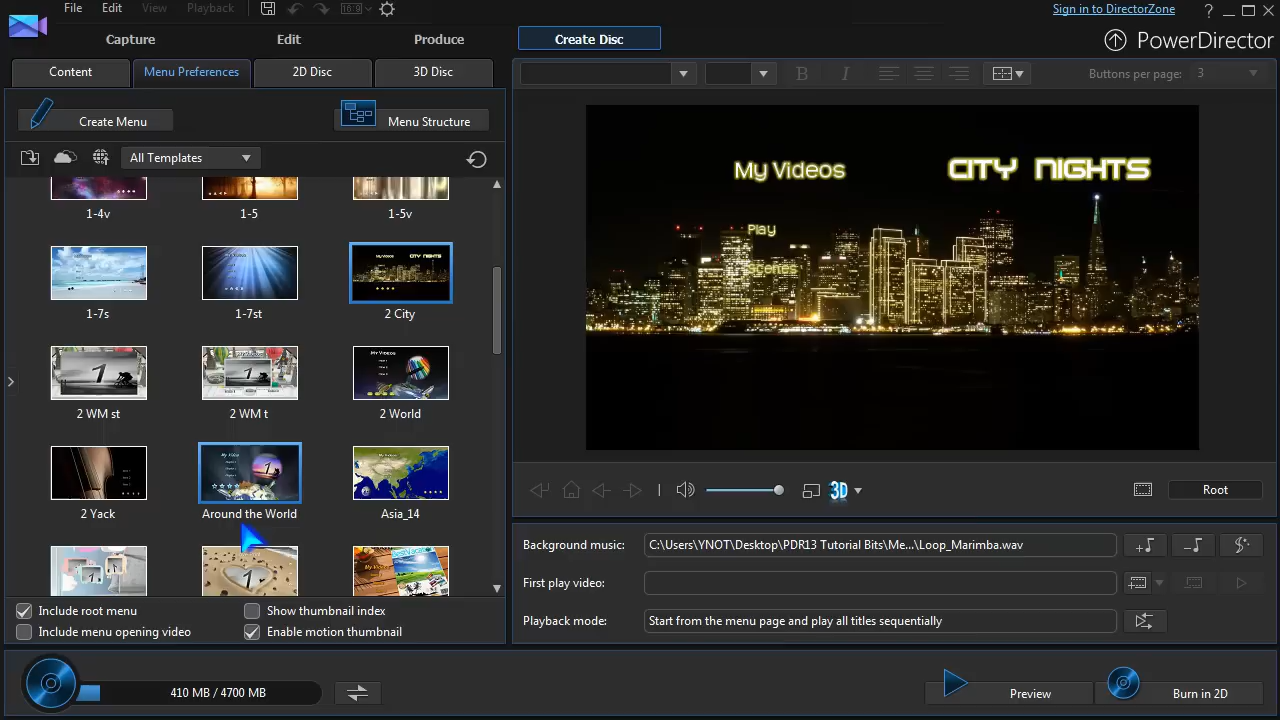 File Edit View Playback 16:9 Sign in to DirectorZone ?
Capture Edit Produce Create Disc PowerDirector
Content Menu Preferences 2D Disc 3D Disc
B I Buttons per page: 3
Create Menu Menu Structure
All Templates
1-4v 1-5 1-5v
1-7s 1-7st 2 City
2 WM st 2 WM t 2 World
2 Yack Around the World Asia_14
My Videos CITY NIGHTS
Play
Scenes
3D Root
Background music: C:\Users\YNOT\Desktop\PDR13 Tutorial Bits\Me...\Loop_Marimba.wav
First play video:
Playback mode: Start from the menu page and play all titles sequentially
Include root menu Show thumbnail index
Include menu opening video Enable motion thumbnail
410 MB / 4700 MB Preview Burn in 2D